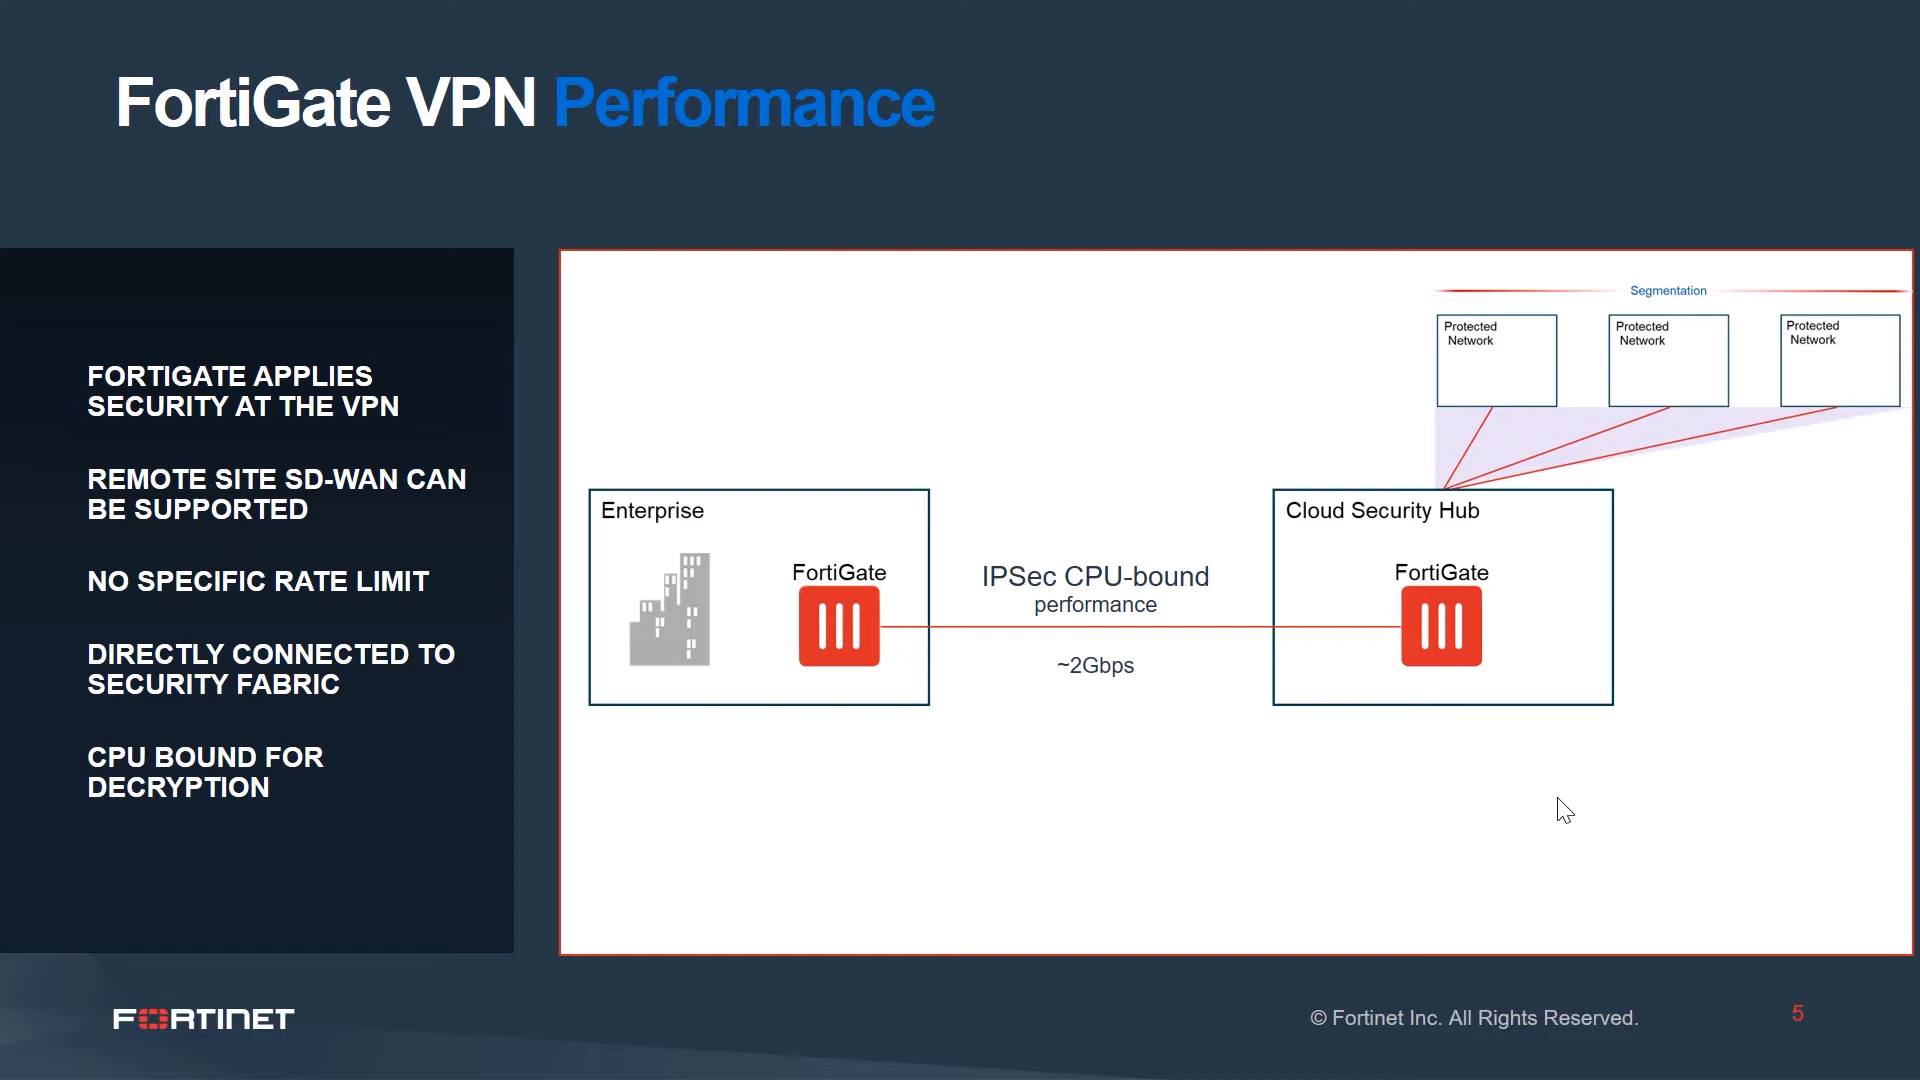 FortiGate VPN Performance
FORTIGATE APPLIES
SECURITY AT THE VPN
REMOTE SITE SD-WAN CAN
BE SUPPORTED
NO SPECIFIC RATE LIMIT
DIRECTLY CONNECTED TO
SECURITY FABRIC
CPU BOUND FOR
DECRYPTION
Segmentation
Protected
Network
Protected
Network
Protected
Network
Enterprise
FortiGate
IPSec CPU-bound
performance
~2Gbps
Cloud Security Hub
FortiGate
FORTINET
© Fortinet Inc. All Rights Reserved.
5